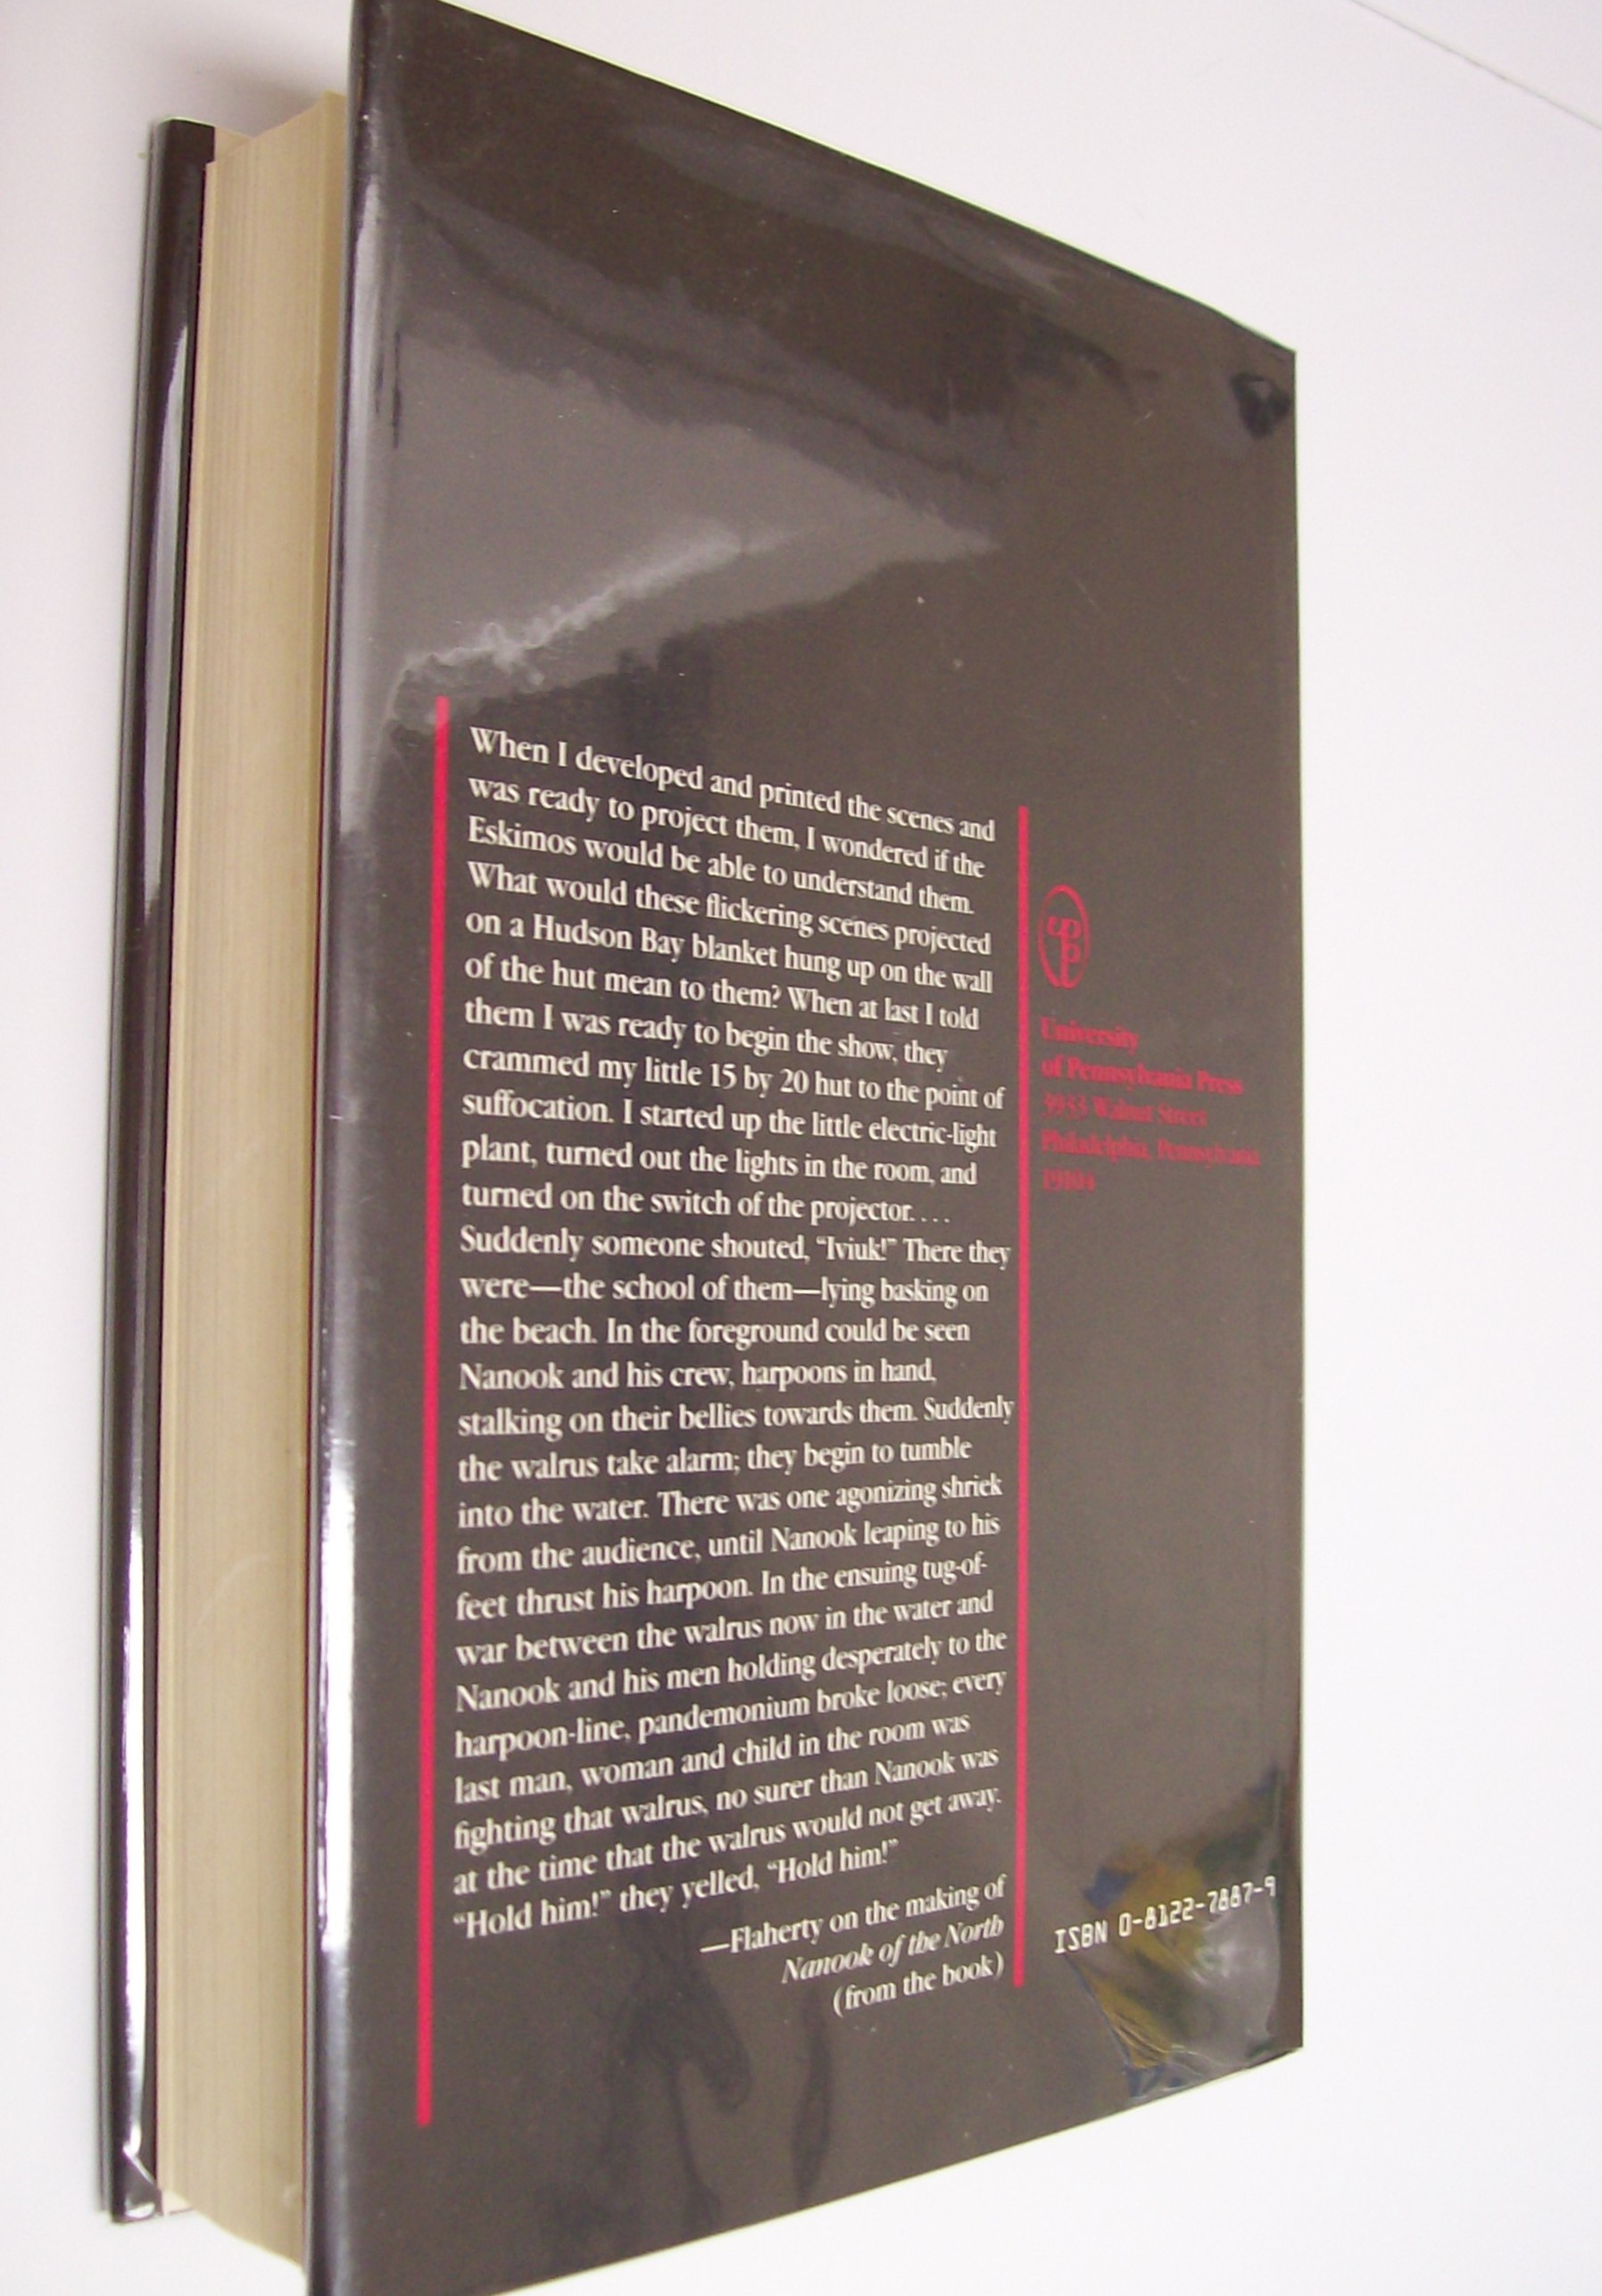 When I developed and printed the scenes and
was ready to project them, I wondered if the
Eskimos would be able to understand them.
What would these flickering scenes projected
on a Hudson Bay blanket hung up on the wall
of the hut mean to them? When at last I told
them I was ready to begin the show, they
crammed my little 15 by 20 hut to the point of
suffocation. I started up the little electric-light
plant, turned out the lights in the room, and
turned on the switch of the projector. . . .
Suddenly someone shouted, “Iviuk!” There they
were—the school of them—lying basking on
the beach. In the foreground could be seen
Nanook and his crew, harpoons in hand,
stalking on their bellies towards them. Suddenly
the walrus take alarm; they begin to tumble
into the water. There was one agonizing shriek
from the audience, until Nanook leaping to his
feet thrust his harpoon. In the ensuing tug-of-
war between the walrus now in the water and
Nanook and his men holding desperately to the
harpoon-line, pandemonium broke loose; every
last man, woman and child in the room was
fighting that walrus, no surer than Nanook was
at the time that the walrus would not get away.
“Hold him!” they yelled, “Hold him!”
—Flaherty on the making of
Nanook of the North
(from the book)
University
of Pennsylvania Press
3933 Walnut Street
Philadelphia, Pennsylvania
19104
ISBN 0-8122-7887-9